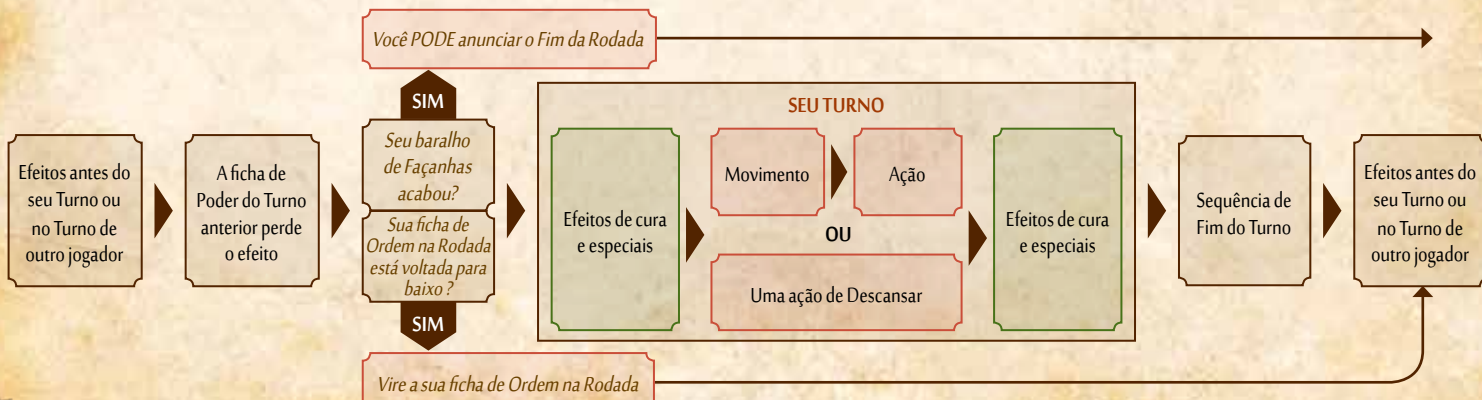 Você PODE anunciar o Fim da Rodada
SIM
Efeitos antes do
seu Turno ou
no Turno de
outro jogador
A ficha de
Poder do Turno
anterior perde
o efeito
Seu baralho
de Façanhas
acabou?
Sua ficha de
Ordem na Rodada
está voltada para
baixo ?
SIM
Vire a sua ficha de Ordem na Rodada
SEU TURNO
Efeitos de cura
e especiais
Movimento
Ação
OU
Uma ação de Descansar
Efeitos de cura
e especiais
Sequência de
Fim do Turno
Efeitos antes do
seu Turno ou
no Turno de
outro jogador